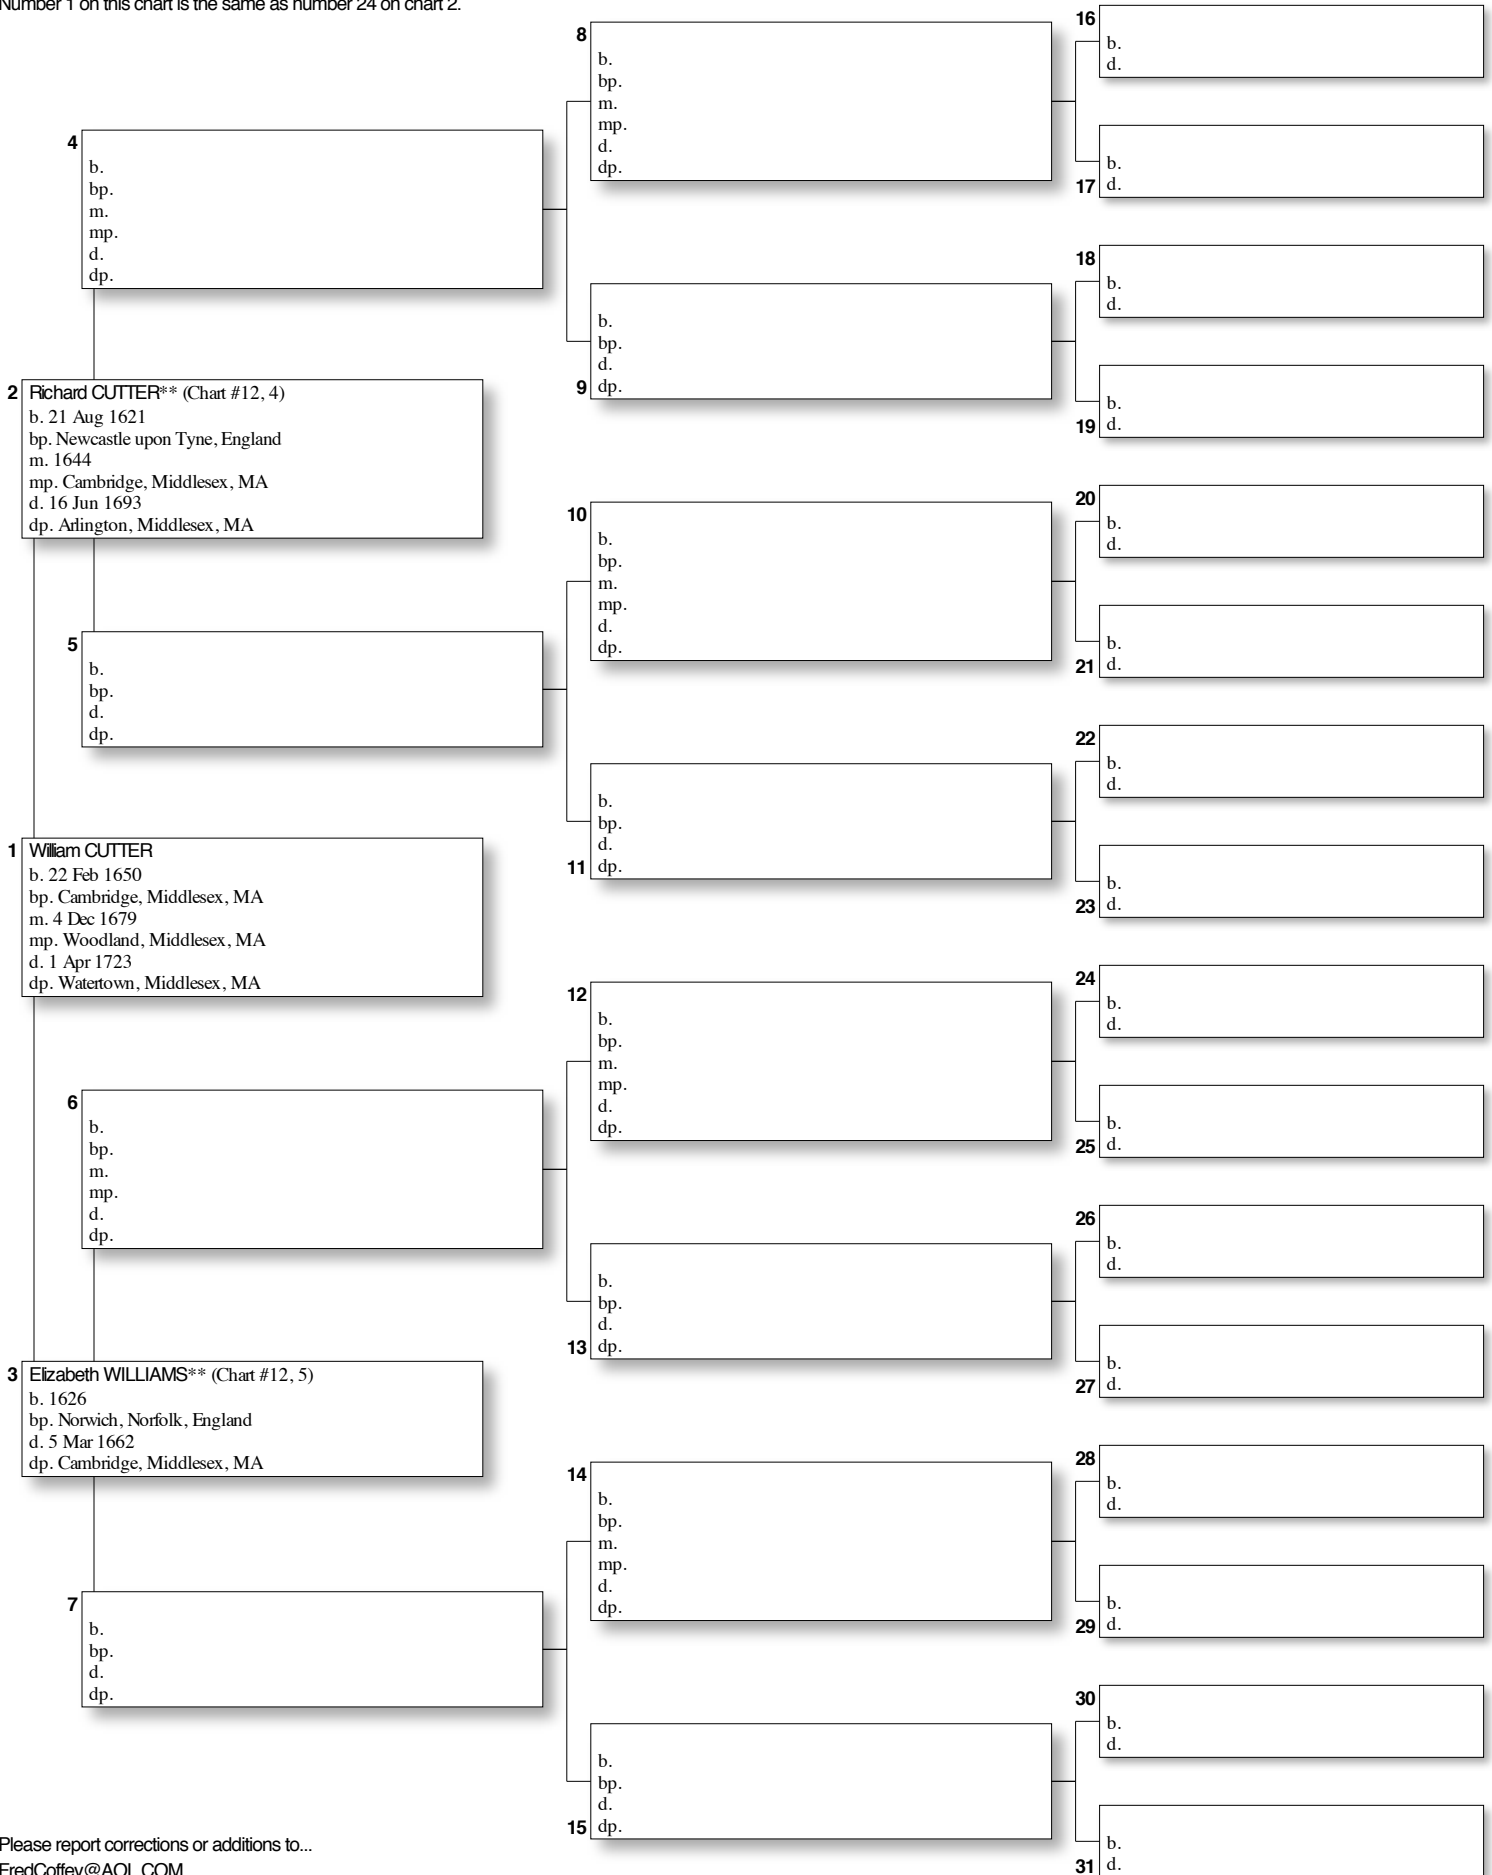 Number 1 on this chart is the same as number 24 on chart 2.
16
b.
d.
8
b.
bp.
m.
mp.
d.
dp.
b.
17 d.
4
b.
bp.
m.
mp.
d.
dp.
18
b.
d.
b.
bp.
d.
9 dp.
b.
19 d.
2 Richard CUTTER** (Chart #12, 4)
b. 21 Aug 1621
bp. Newcastle upon Tyne, England
m. 1644
mp. Cambridge, Middlesex, MA
d. 16 Jun 1693
dp. Arlington, Middlesex, MA
20
b.
d.
10
b.
bp.
m.
mp.
d.
dp.
b.
21 d.
5
b.
bp.
d.
dp.
22
b.
d.
b.
bp.
d.
11 dp.
b.
23 d.
1 William CUTTER
b. 22 Feb 1650
bp. Cambridge, Middlesex, MA
m. 4 Dec 1679
mp. Woodland, Middlesex, MA
d. 1 Apr 1723
dp. Watertown, Middlesex, MA
24
b.
d.
12
b.
bp.
m.
mp.
d.
dp.
b.
25 d.
6
b.
bp.
m.
mp.
d.
dp.
26
b.
d.
b.
bp.
d.
13 dp.
b.
27 d.
3 Elizabeth WILLIAMS** (Chart #12, 5)
b. 1626
bp. Norwich, Norfolk, England
d. 5 Mar 1662
dp. Cambridge, Middlesex, MA
28
b.
d.
14
b.
bp.
m.
mp.
d.
dp.
b.
29 d.
7
b.
bp.
d.
dp.
30
b.
d.
b.
bp.
d.
15 dp.
b.
31 d.
Please report corrections or additions to...
FredCoffey@AOL.COM